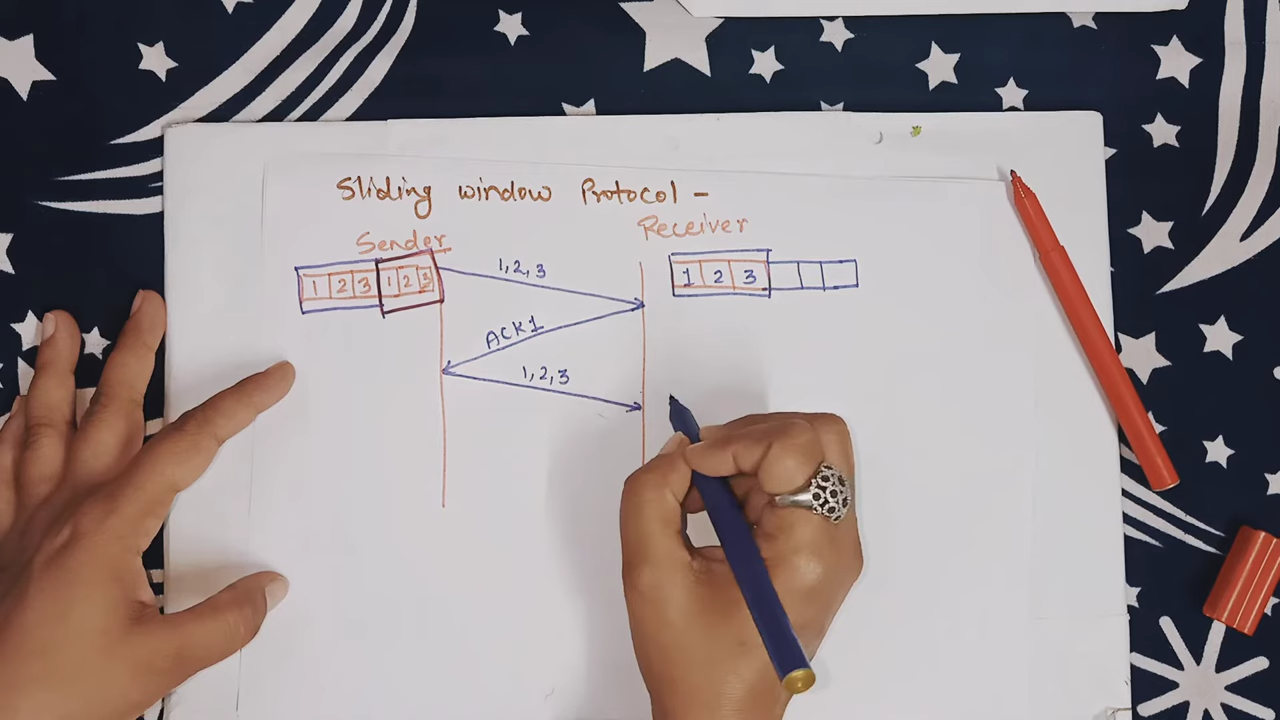 Sliding window Protocol -
Sender
Receiver
1 2 3 1 2 3
1, 2, 3
1 2 3
ACK1
1, 2, 3